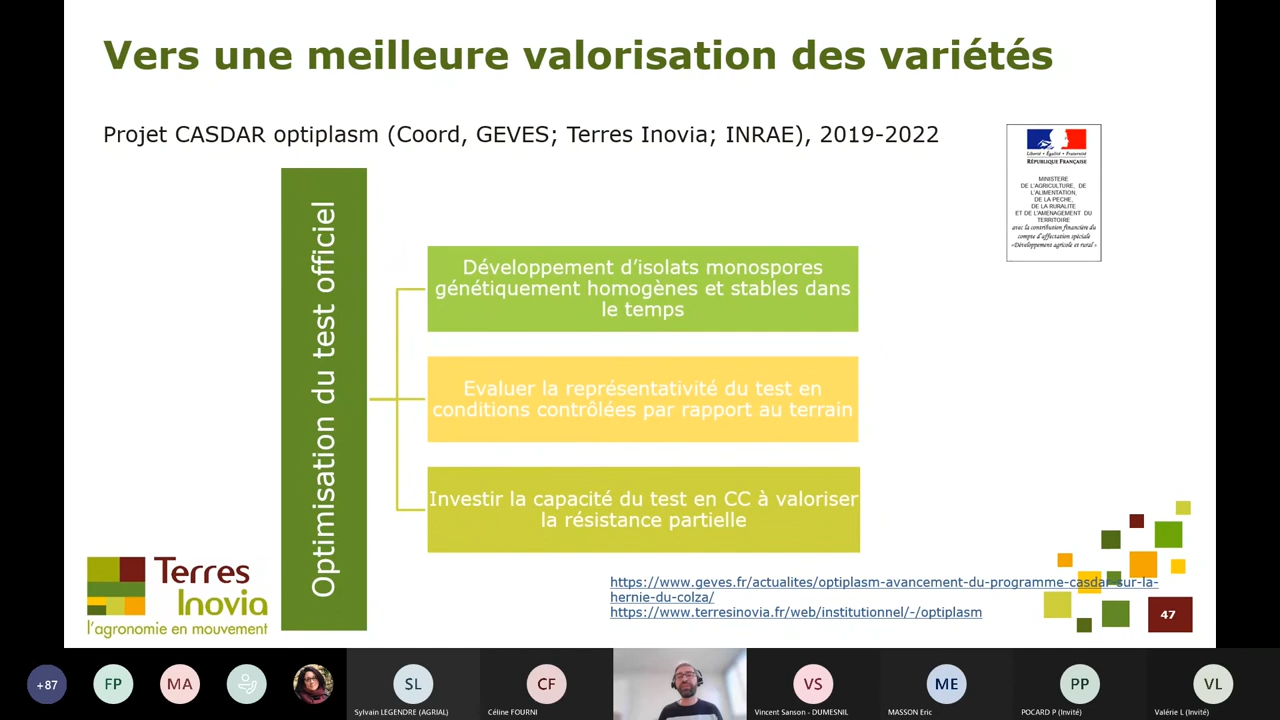 Vers une meilleure valorisation des variétés
Projet CASDAR optiplasm (Coord, GEVES; Terres Inovia; INRAE), 2019-2022
Liberté • Égalité • Fraternité
RÉPUBLIQUE FRANÇAISE
MINISTERE
DE L'AGRICULTURE, DE
L'ALIMENTATION,
DE LA PECHE,
DE LA RURALITE
ET DE L'AMENAGEMENT DU
TERRITOIRE
avec la contribution financière du
compte d'affectation spéciale
«Développement agricole et rural»
Optimisation du test officiel
Développement d’isolats monospores
génétiquement homogènes et stables dans
le temps
Evaluer la représentativité du test en
conditions contrôlées par rapport au terrain
Investir la capacité du test en CC à valoriser
la résistance partielle
Terres
Inovia
l'agronomie en mouvement
https://www.geves.fr/actualites/optiplasm-avancement-du-programme-casdar-sur-la-
hernie-du-colza/
https://www.terresinovia.fr/web/institutionnel/-/optiplasm
47
+87
FP
MA
SL
Sylvain LEGENDRE (AGRIAL)
CF
Céline FOURNI
VS
Vincent Sanson - DUMESNIL
ME
MASSON Eric
PP
POCARD P (Invité)
VL
Valérie L (Invité)